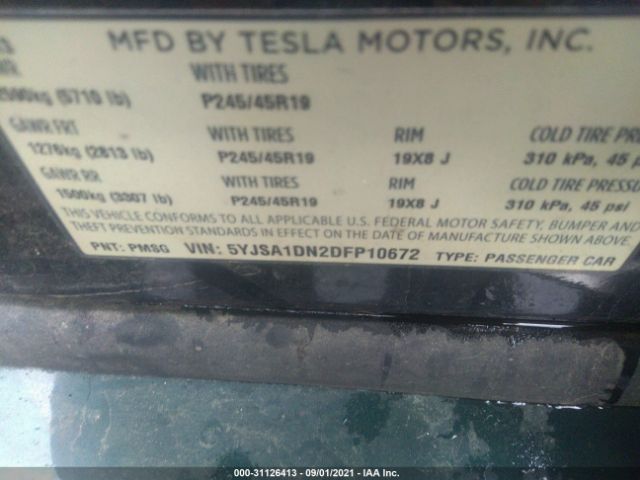 MFD BY TESLA MOTORS, INC.
WITH TIRES
2590kg (5710 lb) P245/45R19
GAWR FRT WITH TIRES RIM COLD TIRE PRE
1276kg (2813 lb) P245/45R19 19X8 J 310 kPa, 45 p
GAWR RR WITH TIRES RIM COLD TIRE PRESSU
1500kg (3307 lb) P245/45R19 19X8 J 310 kPa, 45 psi
THIS VEHICLE CONFORMS TO ALL APPLICABLE U.S. FEDERAL MOTOR SAFETY, BUMPER AND
THEFT PREVENTION STANDARDS IN EFFECT ON THE DATE OF MANUFACTURE SHOWN ABOVE.
PNT: PMSG VIN: 5YJSA1DN2DFP10672 TYPE: PASSENGER CAR
000-31126413 - 09/01/2021 - IAA Inc.